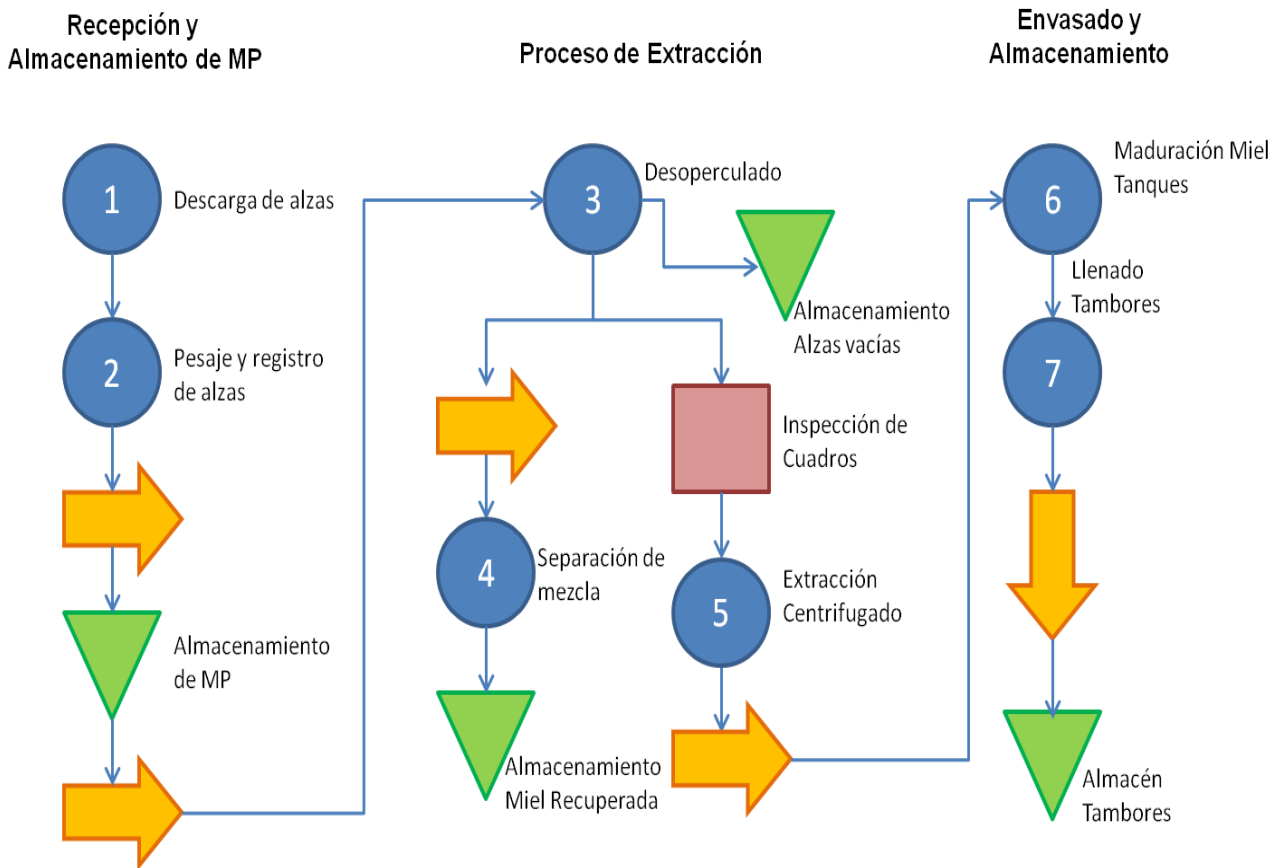 Recepción y
Almacenamiento de MP
1
Descarga de alzas
2
Pesaje y registro
de alzas
Almacenamiento
de MP
Proceso de Extracción
3
Desoperculado
Almacenamiento
Alzas vacías
Inspección de
Cuadros
4
Separación de
mezcla
5
Extracción
Centrifugado
Almacenamiento
Miel Recuperada
Envasado y
Almacenamiento
6
Maduración Miel
Tanques
Llenado
Tambores
7
Almacén
Tambores